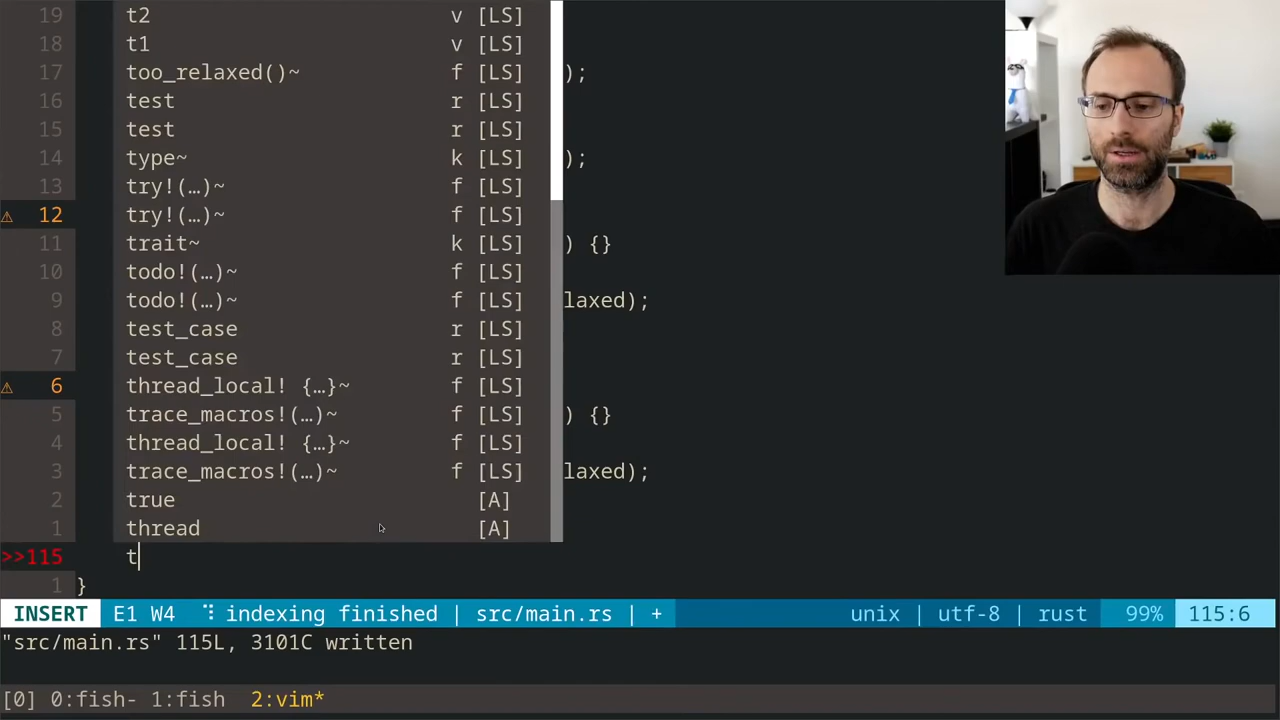 19 t2 v [LS]
18 t1 v [LS]
17 too_relaxed()~ f [LS] );
16 test r [LS]
15 test r [LS]
14 type~ k [LS] );
13 try!(…)~ f [LS]
⚠ 12 try!(…)~ f [LS]
11 trait~ k [LS] ) {}
10 todo!(…)~ f [LS]
9 todo!(…)~ f [LS] laxed);
8 test_case r [LS]
7 test_case r [LS]
⚠ 6 thread_local! {…}~ f [LS]
5 trace_macros!(…)~ f [LS] ) {}
4 thread_local! {…}~ f [LS]
3 trace_macros!(…)~ f [LS] laxed);
2 true [A]
1 thread [A]
>>115 t
1 }
INSERT E1 W4 ⠹ indexing finished | src/main.rs | + unix | utf-8 | rust 99% 115:6
"src/main.rs" 115L, 3101C written
[0] 0:fish- 1:fish 2:vim*